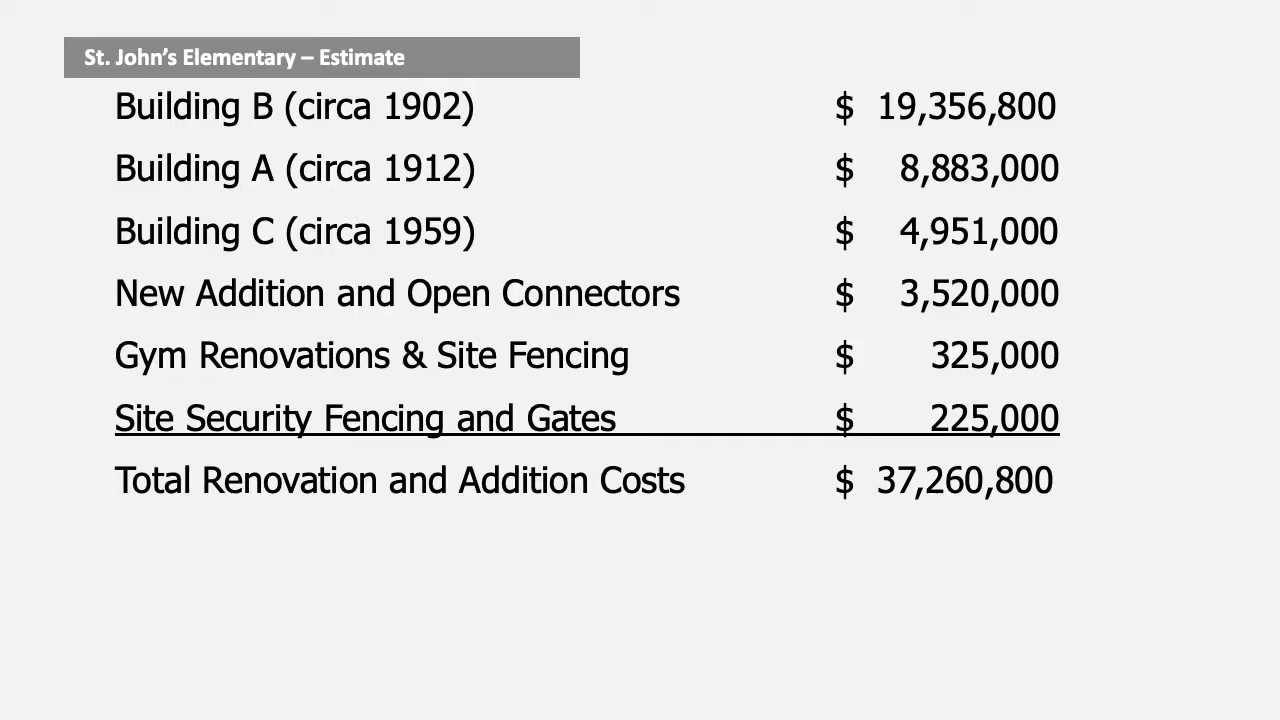 St. John’s Elementary – Estimate
Building B (circa 1902) $ 19,356,800
Building A (circa 1912) $ 8,883,000
Building C (circa 1959) $ 4,951,000
New Addition and Open Connectors $ 3,520,000
Gym Renovations & Site Fencing $ 325,000
Site Security Fencing and Gates $ 225,000
Total Renovation and Addition Costs $ 37,260,800